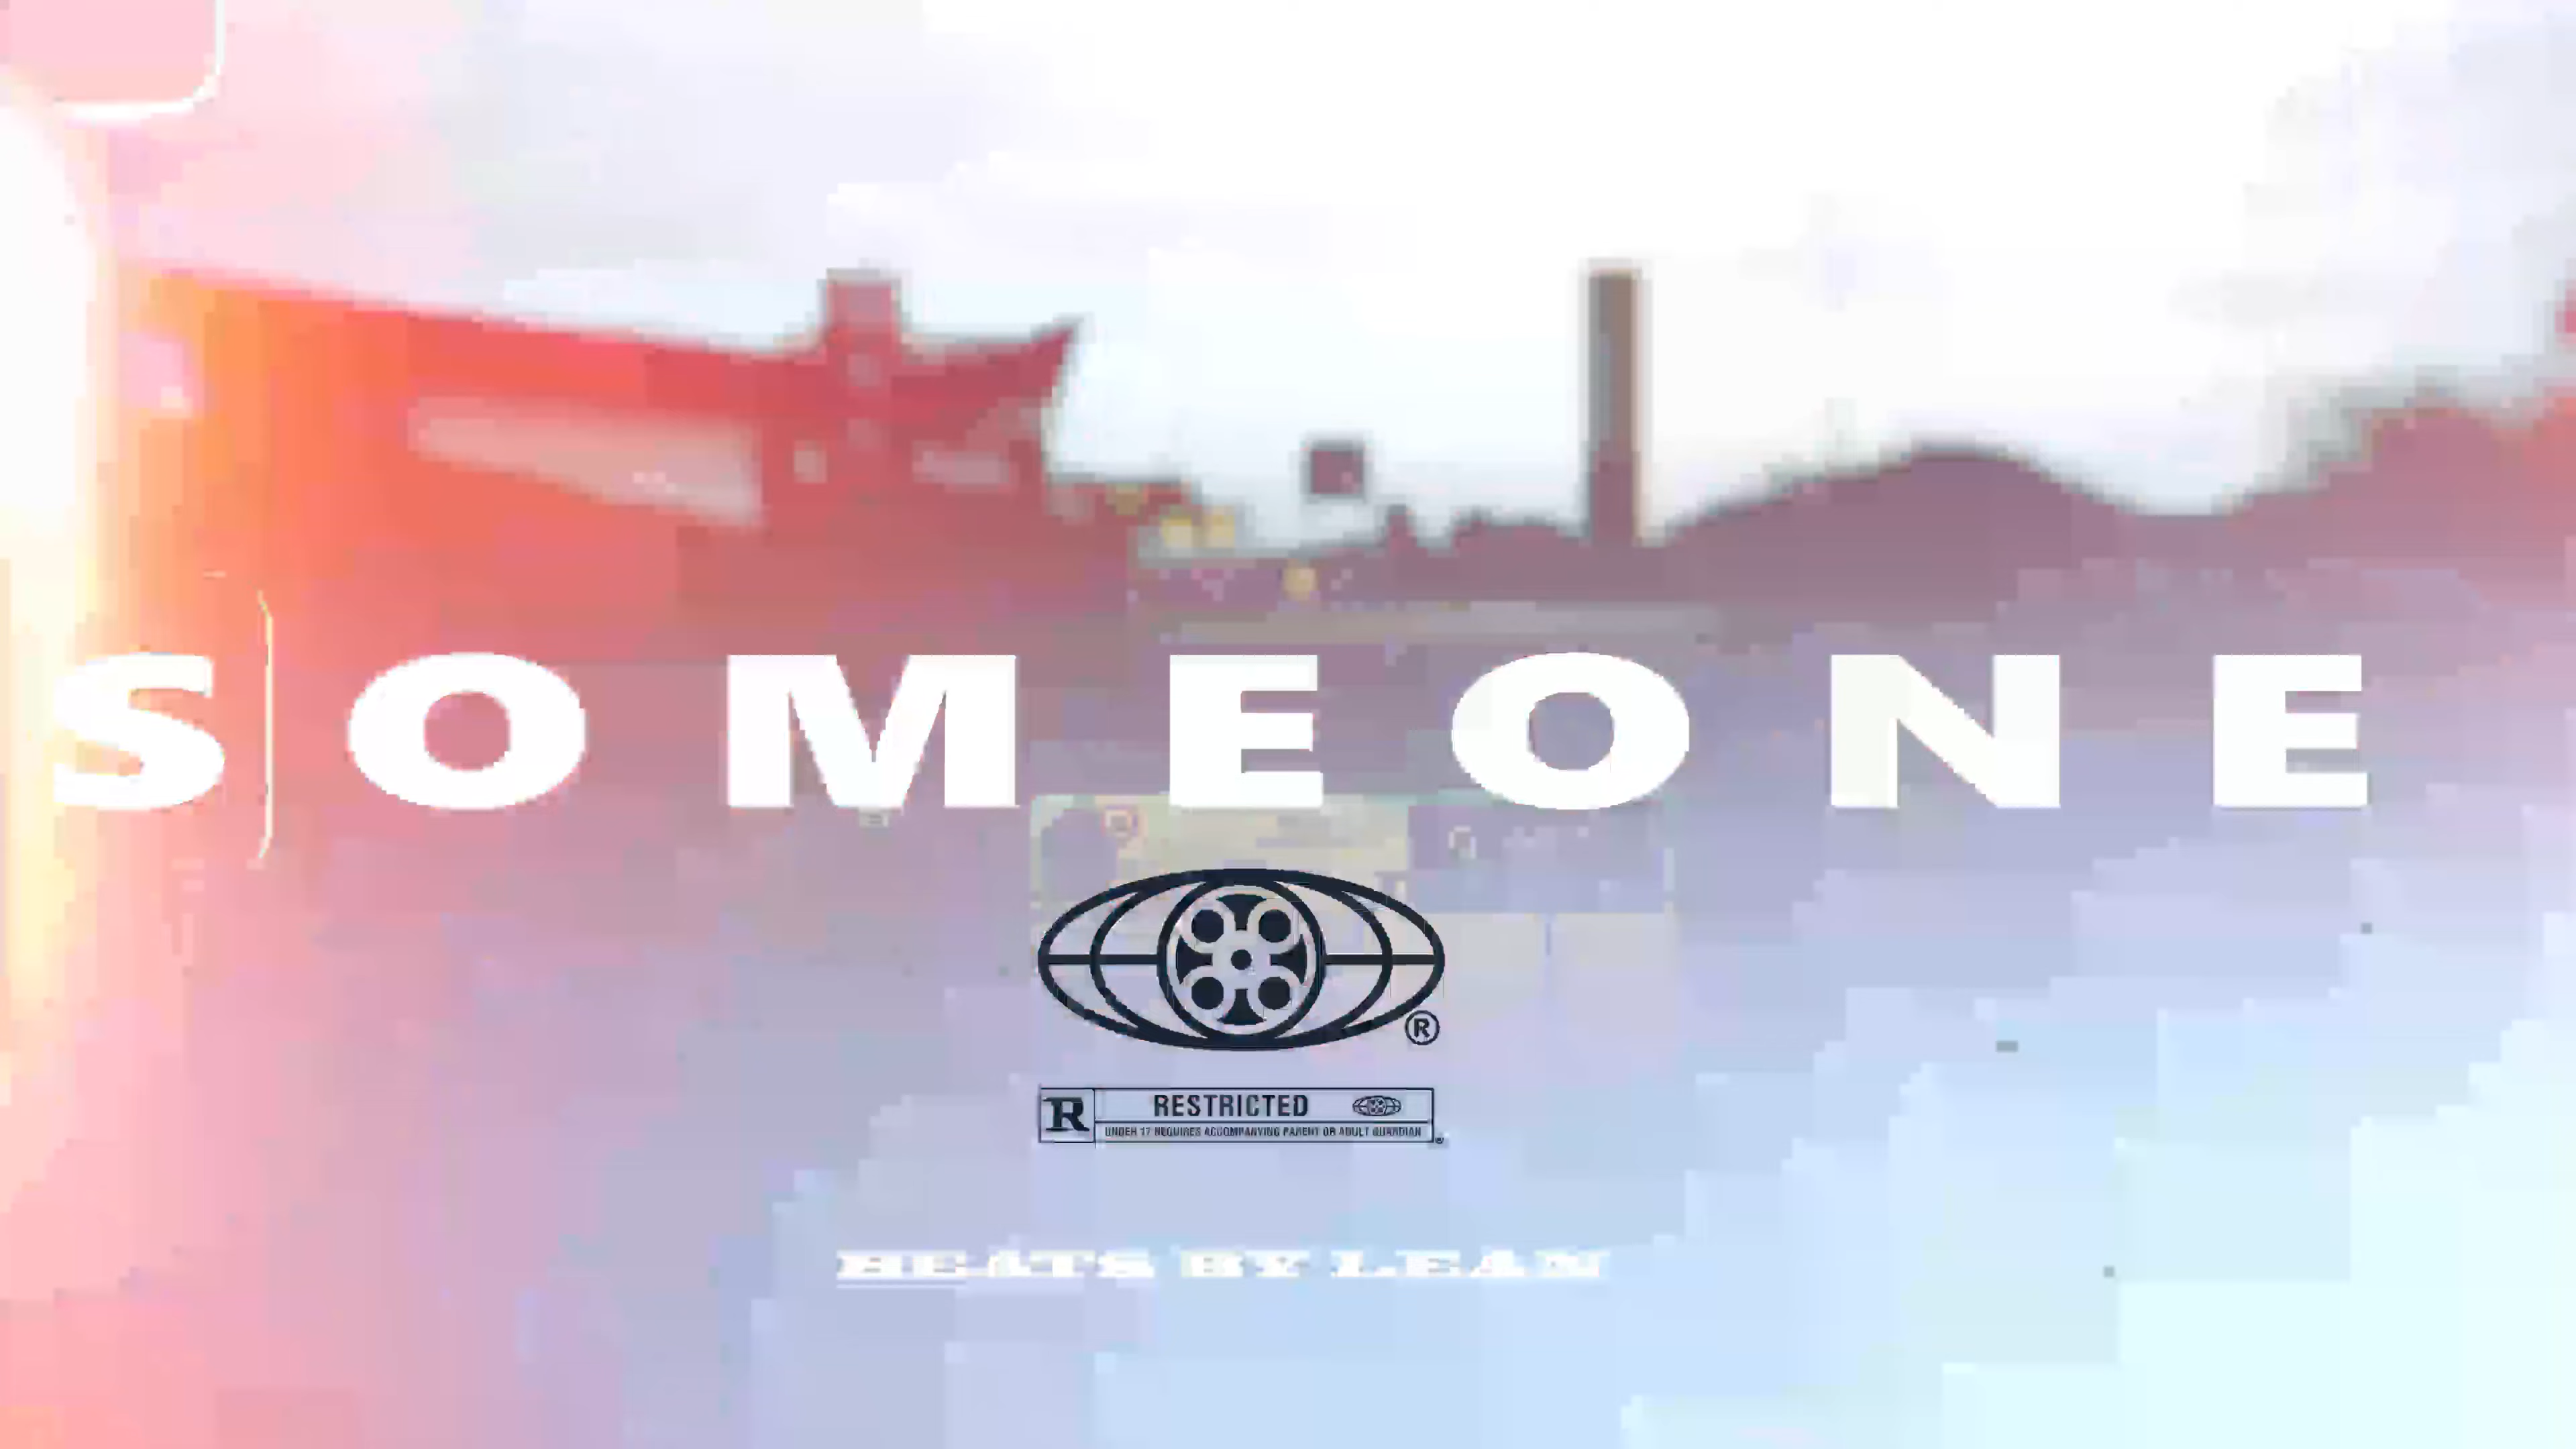 SOMEONE
®
R RESTRICTED
UNDER 17 REQUIRES ACCOMPANYING PARENT OR ADULT GUARDIAN
BEATS BY LEAN